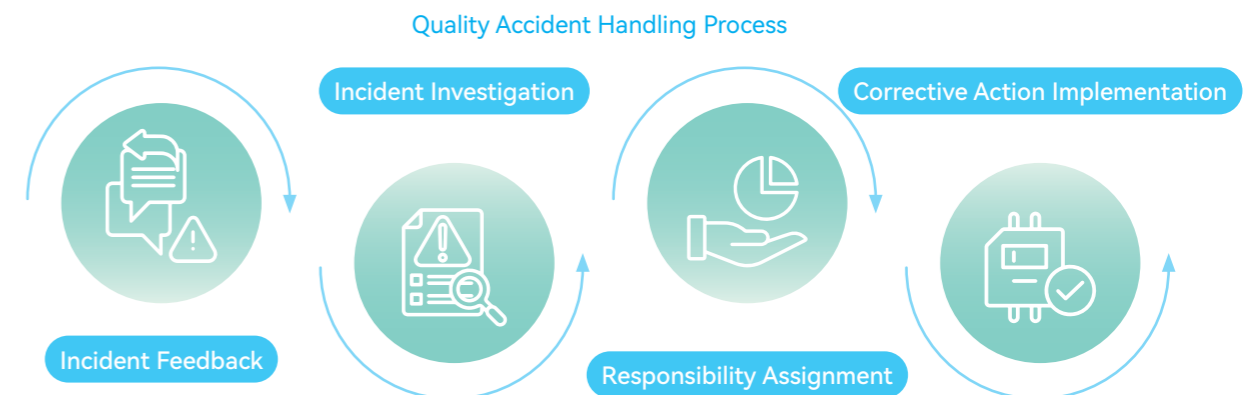 Quality Accident Handling Process
Incident Feedback
Incident Investigation
Responsibility Assignment
Corrective Action Implementation